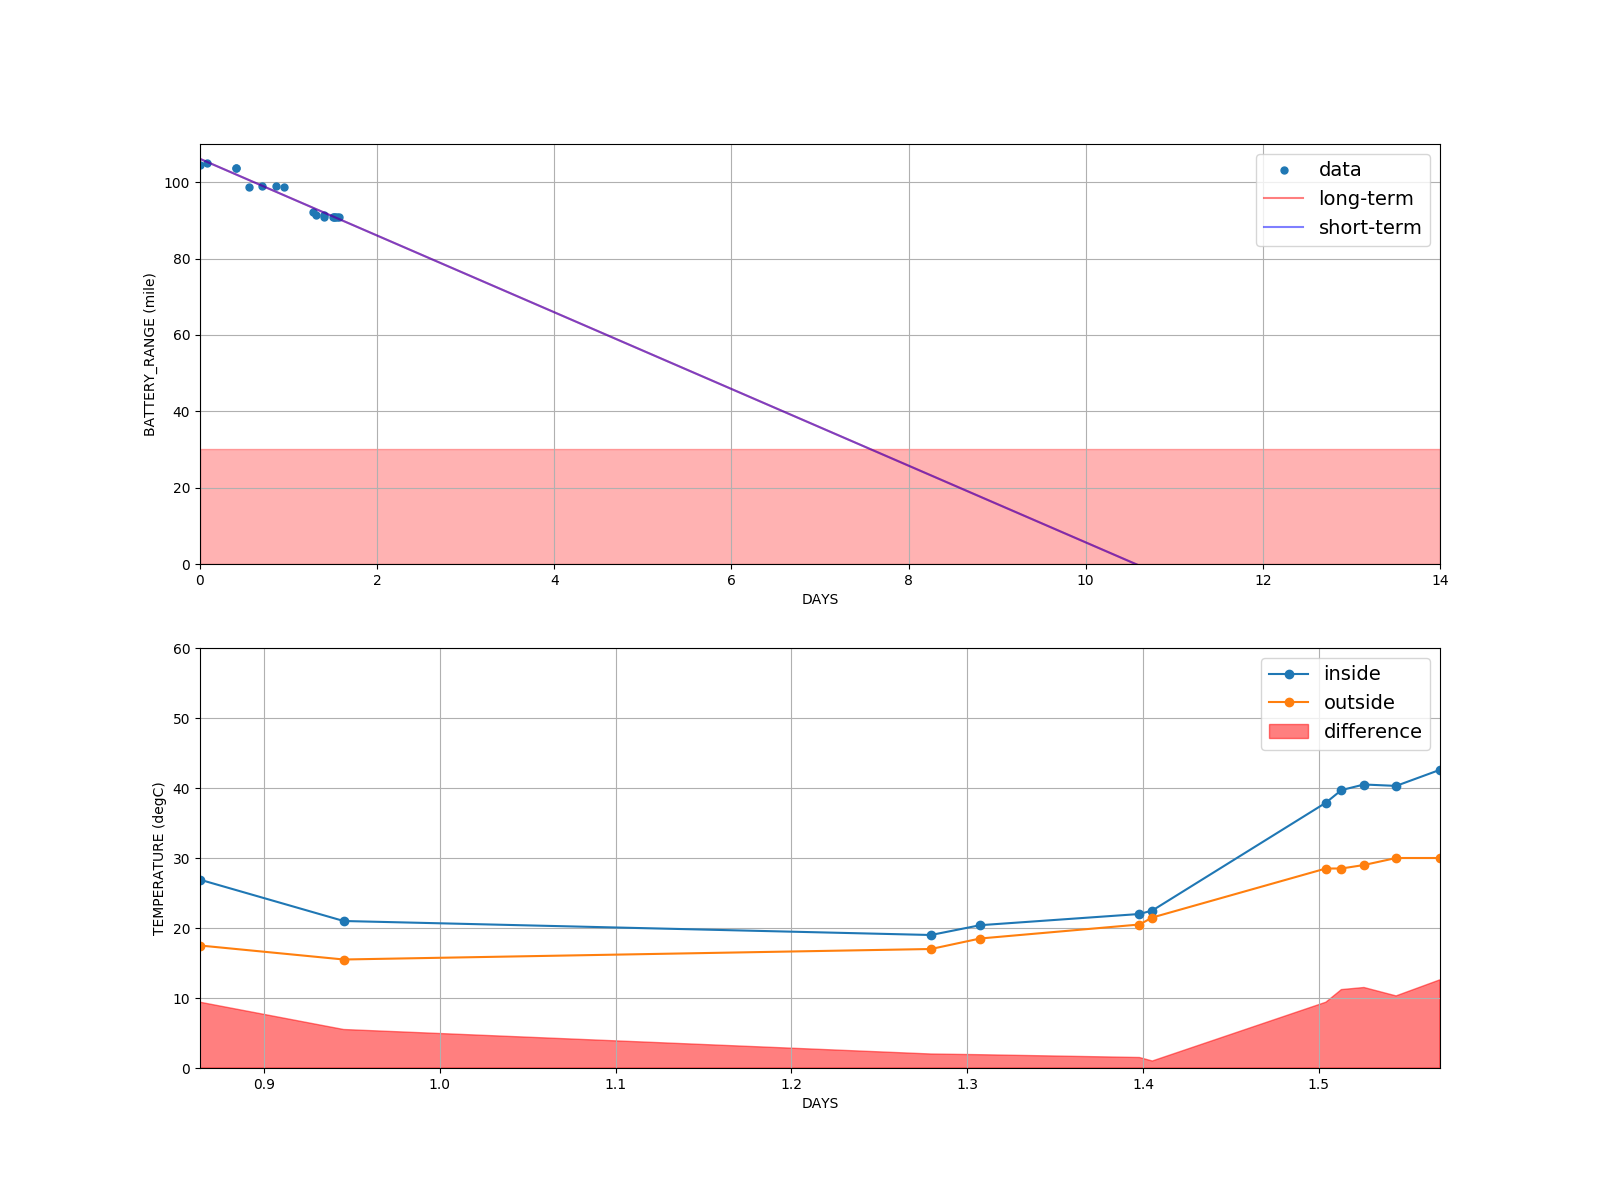 100
80
60
40
20
0
BATTERY_RANGE (mile)
data
long-term
short-term
0 2 4 6 8 10 12 14
DAYS
60
50
40
30
20
10
0
TEMPERATURE (degC)
inside
outside
difference
0.9 1.0 1.1 1.2 1.3 1.4 1.5
DAYS